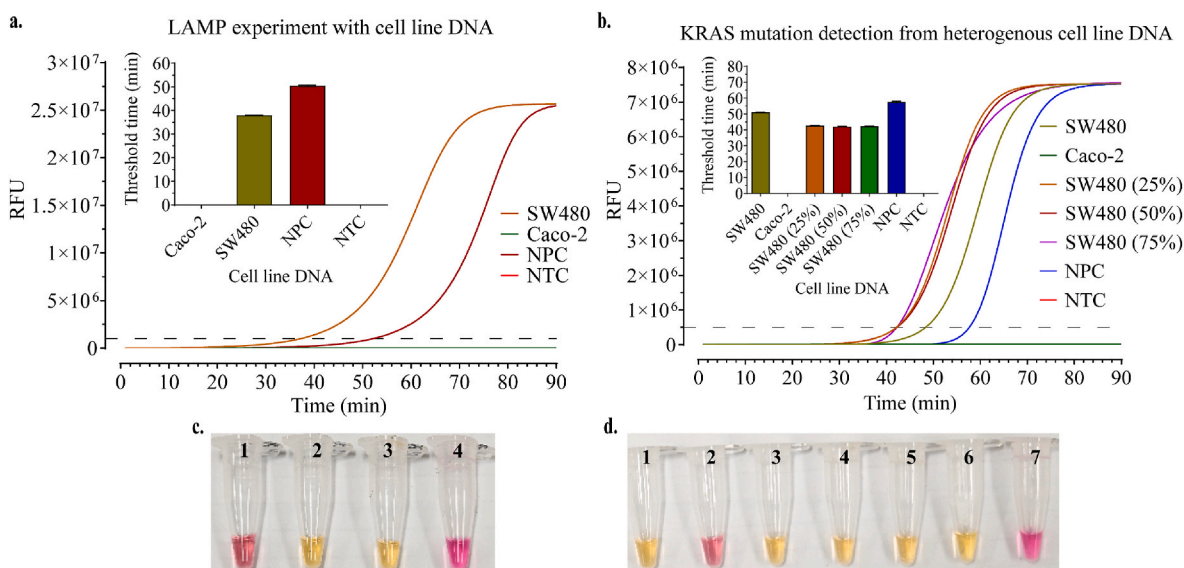 a.
LAMP experiment with cell line DNA
3×10⁷
2.5×10⁷
2×10⁷
1.5×10⁷
1×10⁷
5×10⁶
0
RFU
0 10 20 30 40 50 60 70 80 90
Time (min)
Threshold time (min)
60
50
40
30
20
10
0
Caco-2
SW480
NPC
NTC
Cell line DNA
SW480
Caco-2
NPC
NTC
b.
KRAS mutation detection from heterogenous cell line DNA
8×10⁶
7×10⁶
6×10⁶
5×10⁶
4×10⁶
3×10⁶
2×10⁶
1×10⁶
0
RFU
0 10 20 30 40 50 60 70 80 90
Time (min)
Threshold time (min)
80
70
60
50
40
30
20
10
0
SW480
Caco-2
SW480 (25%)
SW480 (50%)
SW480 (75%)
NPC
NTC
Cell line DNA
SW480
Caco-2
SW480 (25%)
SW480 (50%)
SW480 (75%)
NPC
NTC
c.
1 2 3 4
d.
1 2 3 4 5 6 7